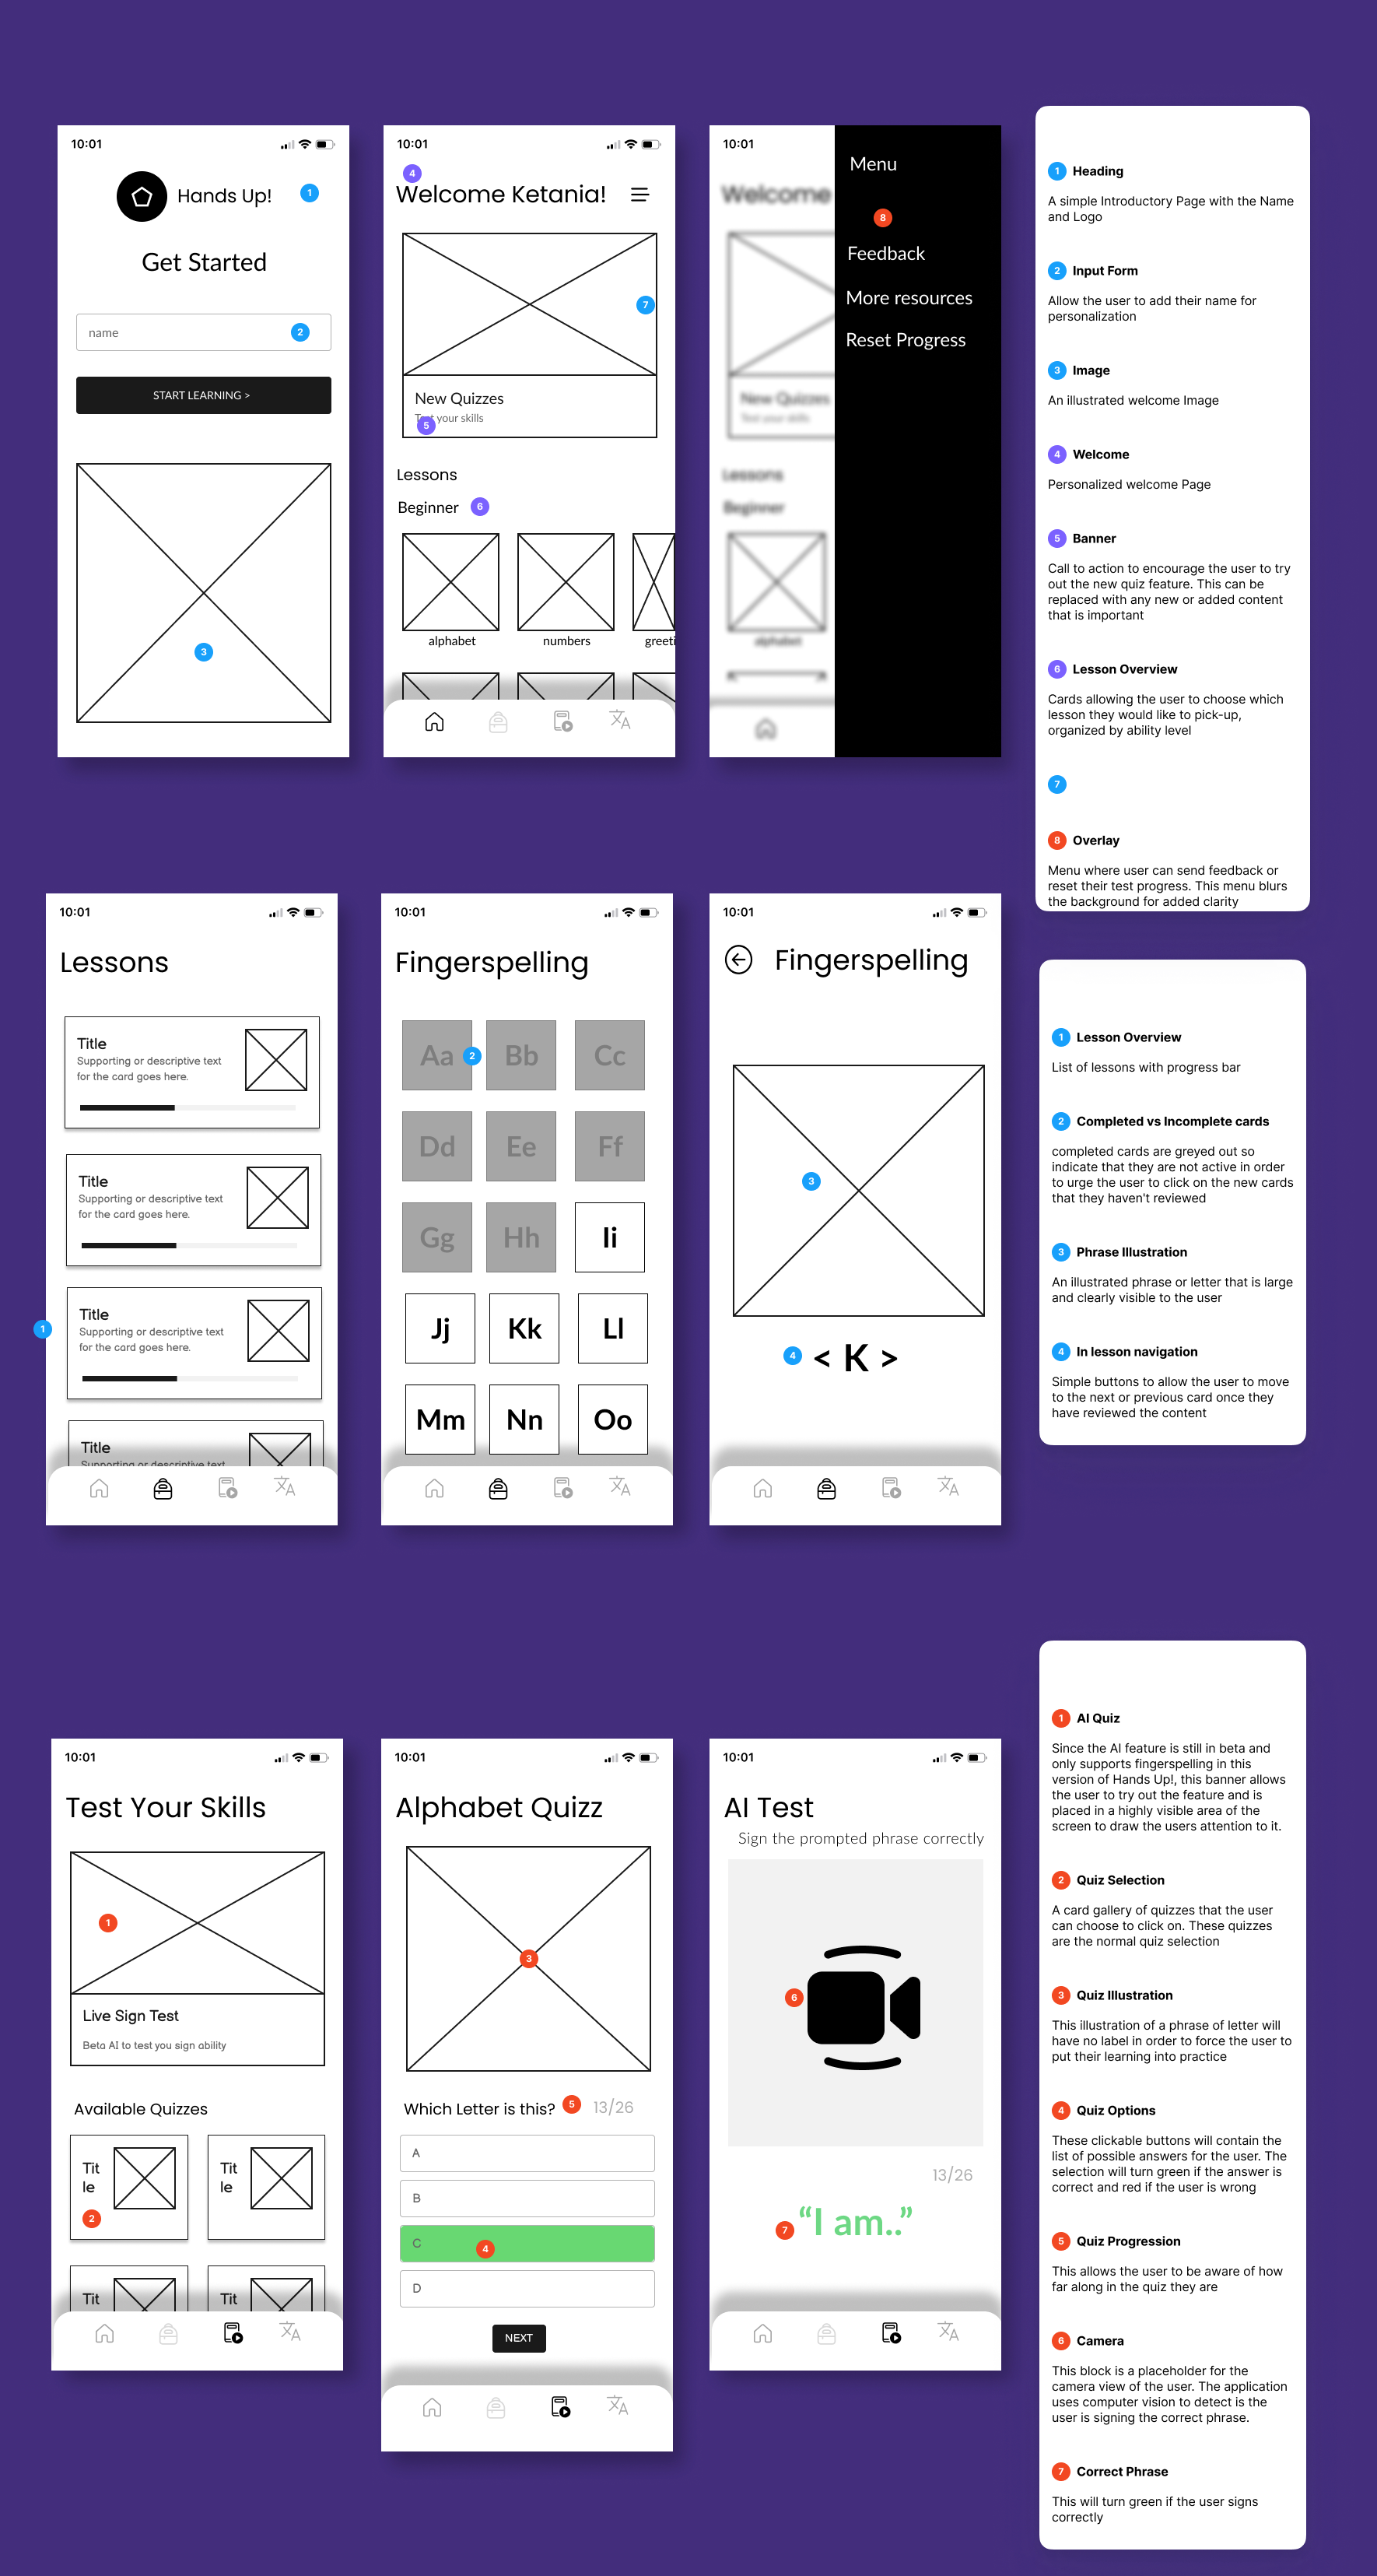 10:01
1
Hands Up!
Get Started
name
2
START LEARNING >
3
10:01
4
Welcome Ketania!
7
New Quizzes
Test your skills
5
Lessons
Beginner
6
alphabet
numbers
greeti
10:01
Welcome
New Quizzes
Test your skills
Lessons
Beginner
alphabet
Menu
8
Feedback
More resources
Reset Progress
1 Heading
A simple Introductory Page with the Name
and Logo
2 Input Form
Allow the user to add their name for
personalization
3 Image
An illustrated welcome Image
4 Welcome
Personalized welcome Page
5 Banner
Call to action to encourage the user to try
out the new quiz feature. This can be
replaced with any new or added content
that is important
6 Lesson Overview
Cards allowing the user to choose which
lesson they would like to pick-up,
organized by ability level
7
8 Overlay
Menu where user can send feedback or
reset their test progress. This menu blurs
the background for added clarity
10:01
Lessons
Title
Supporting or descriptive text
for the card goes here.
Title
Supporting or descriptive text
for the card goes here.
1
Title
Supporting or descriptive text
for the card goes here.
Title
Supporting or descriptive text
10:01
Fingerspelling
Aa 2 Bb Cc
Dd Ee Ff
Gg Hh Ii
Jj Kk Ll
Mm Nn Oo
10:01
Fingerspelling
3
4 < K >
1 Lesson Overview
List of lessons with progress bar
2 Completed vs Incomplete cards
completed cards are greyed out so
indicate that they are not active in order
to urge the user to click on the new cards
that they haven't reviewed
3 Phrase Illustration
An illustrated phrase or letter that is large
and clearly visible to the user
4 In lesson navigation
Simple buttons to allow the user to move
to the next or previous card once they
have reviewed the content
10:01
Test Your Skills
1
Live Sign Test
Beta AI to test you sign ability
Available Quizzes
Tit
le
2
Tit
le
Tit
Tit
10:01
Alphabet Quizz
3
Which Letter is this? 5 13/26
A
B
C
4
D
NEXT
10:01
AI Test
Sign the prompted phrase correctly
6
13/26
7 “I am..”
1 AI Quiz
Since the AI feature is still in beta and
only supports fingerspelling in this
version of Hands Up!, this banner allows
the user to try out the feature and is
placed in a highly visible area of the
screen to draw the users attention to it.
2 Quiz Selection
A card gallery of quizzes that the user
can choose to click on. These quizzes
are the normal quiz selection
3 Quiz Illustration
This illustration of a phrase of letter will
have no label in order to force the user to
put their learning into practice
4 Quiz Options
These clickable buttons will contain the
list of possible answers for the user. The
selection will turn green if the answer is
correct and red if the user is wrong
5 Quiz Progression
This allows the user to be aware of how
far along in the quiz they are
6 Camera
This block is a placeholder for the
camera view of the user. The application
uses computer vision to detect is the
user is signing the correct phrase.
7 Correct Phrase
This will turn green if the user signs
correctly